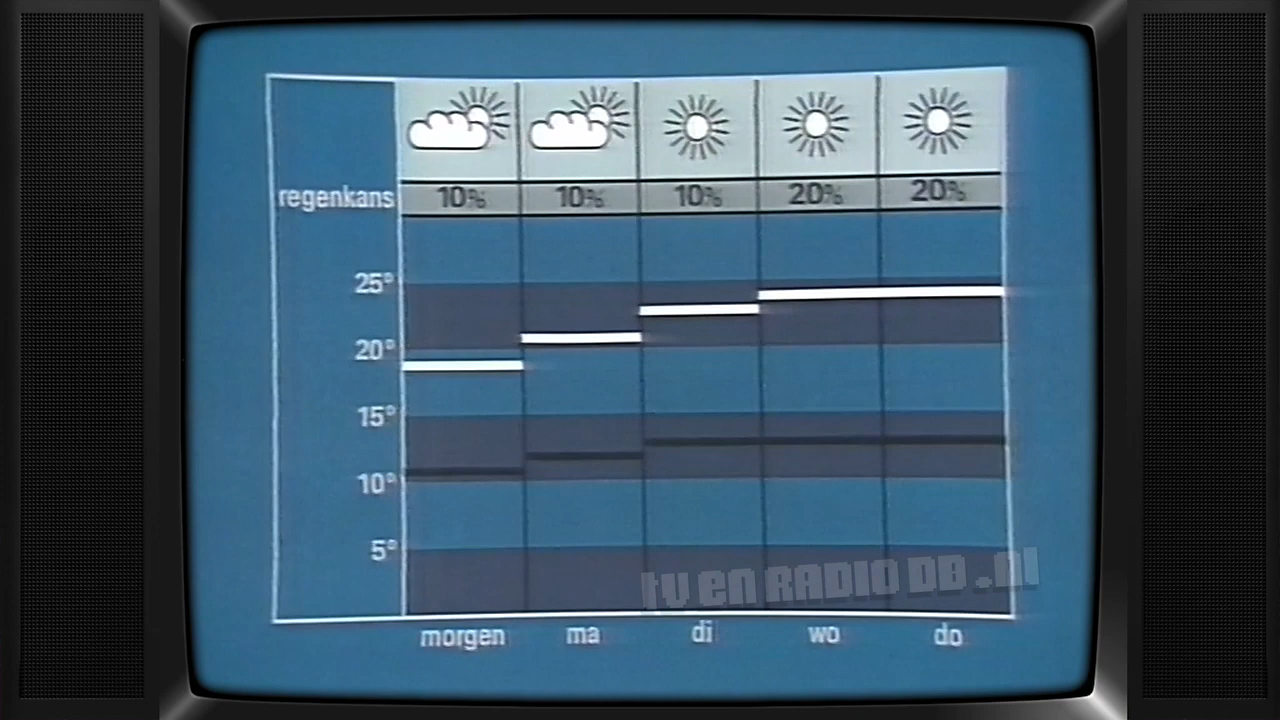 regenkans 10% 10% 10% 20% 20%
25°
20°
15°
10°
5°
tv en RADIO DB .nl
morgen ma di wo do